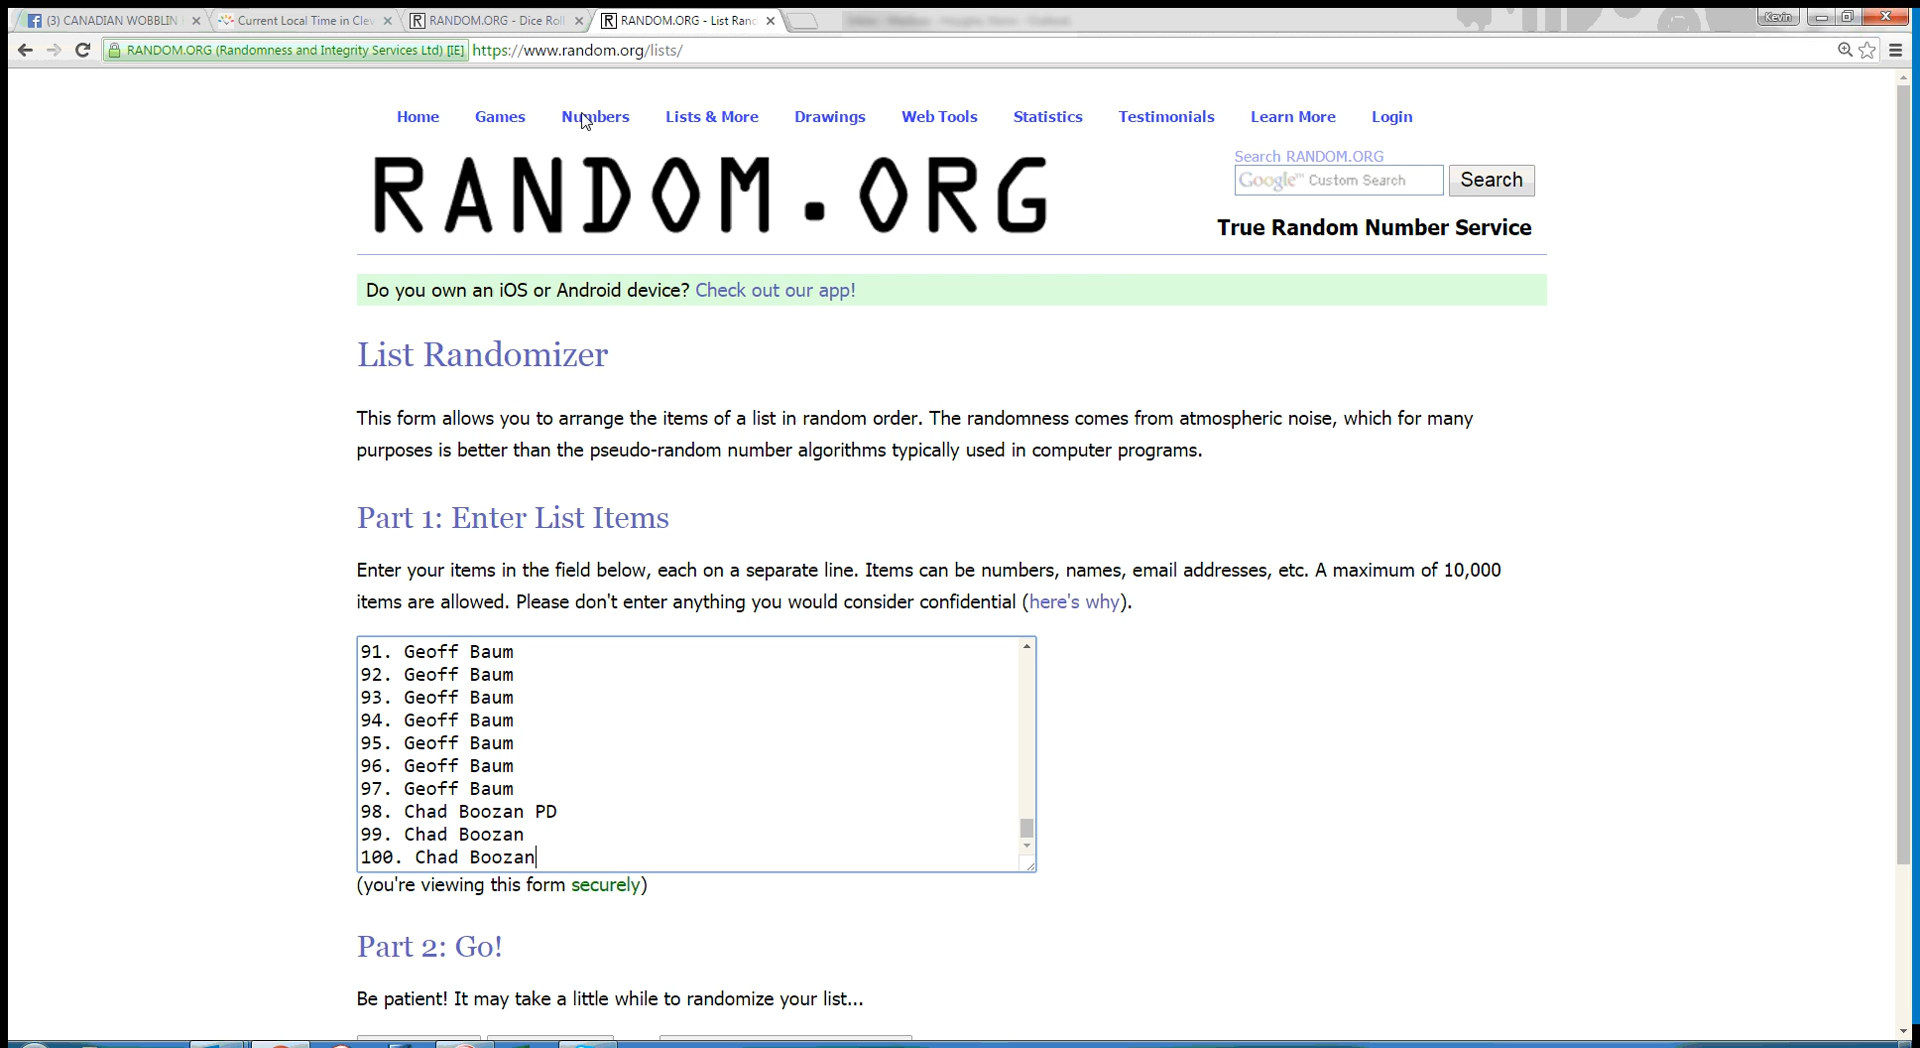 (3) CANADIAN WOBBLIN
Current Local Time in Clev
RANDOM.ORG - Dice Roll
RANDOM.ORG - List Rand
Kevin
RANDOM.ORG (Randomness and Integrity Services Ltd) [IE]
https://www.random.org/lists/
Home Games Numbers Lists & More Drawings Web Tools Statistics Testimonials Learn More Login
RANDOM.ORG
Search RANDOM.ORG
Google™ Custom Search
Search
True Random Number Service
Do you own an iOS or Android device? Check out our app!
List Randomizer
This form allows you to arrange the items of a list in random order. The randomness comes from atmospheric noise, which for many
purposes is better than the pseudo-random number algorithms typically used in computer programs.
Part 1: Enter List Items
Enter your items in the field below, each on a separate line. Items can be numbers, names, email addresses, etc. A maximum of 10,000
items are allowed. Please don't enter anything you would consider confidential (here's why).
91. Geoff Baum
92. Geoff Baum
93. Geoff Baum
94. Geoff Baum
95. Geoff Baum
96. Geoff Baum
97. Geoff Baum
98. Chad Boozan PD
99. Chad Boozan
100. Chad Boozan
(you're viewing this form securely)
Part 2: Go!
Be patient! It may take a little while to randomize your list...